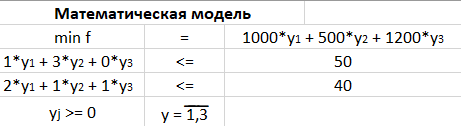 Математическая модель
min f = 1000*y1 + 500*y2 + 1200*y3
1*y1 + 3*y2 + 0*y3 <= 50
2*y1 + 1*y2 + 1*y3 <= 40
yj >= 0 y = 1,3